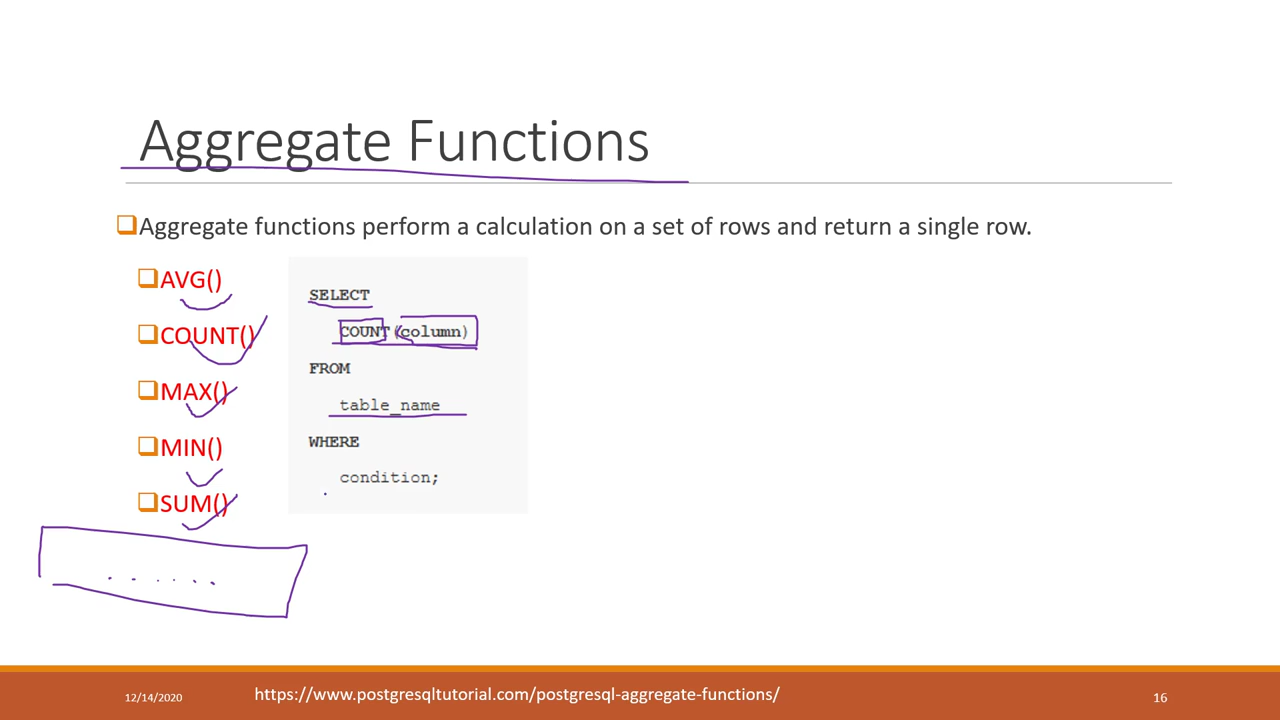 Aggregate Functions
Aggregate functions perform a calculation on a set of rows and return a single row.
AVG()
COUNT()
MAX()
MIN()
SUM()
SELECT
COUNT(column)
FROM
table_name
WHERE
condition;
12/14/2020
https://www.postgresqltutorial.com/postgresql-aggregate-functions/
16